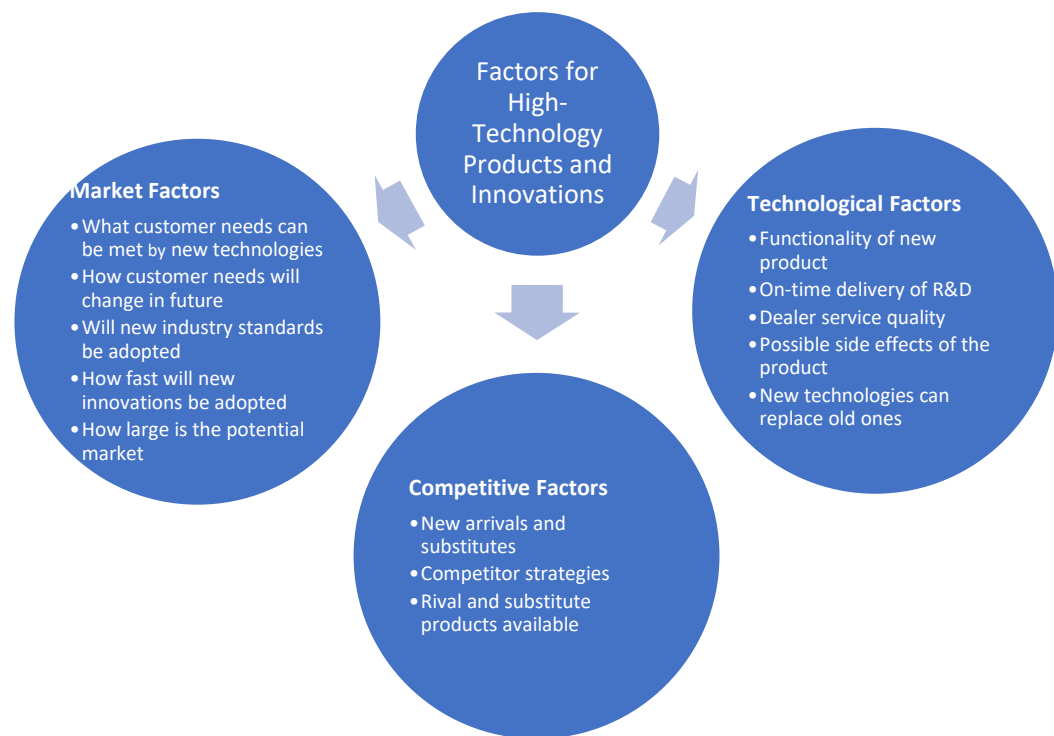 Factors for
High-
Technology
Products and
Innovations
Market Factors
•What customer needs can
be met by new technologies
•How customer needs will
change in future
•Will new industry standards
be adopted
•How fast will new
innovations be adopted
•How large is the potential
market
Technological Factors
•Functionality of new
product
•On-time delivery of R&D
•Dealer service quality
•Possible side effects of the
product
•New technologies can
replace old ones
Competitive Factors
•New arrivals and
substitutes
•Competitor strategies
•Rival and substitute
products available